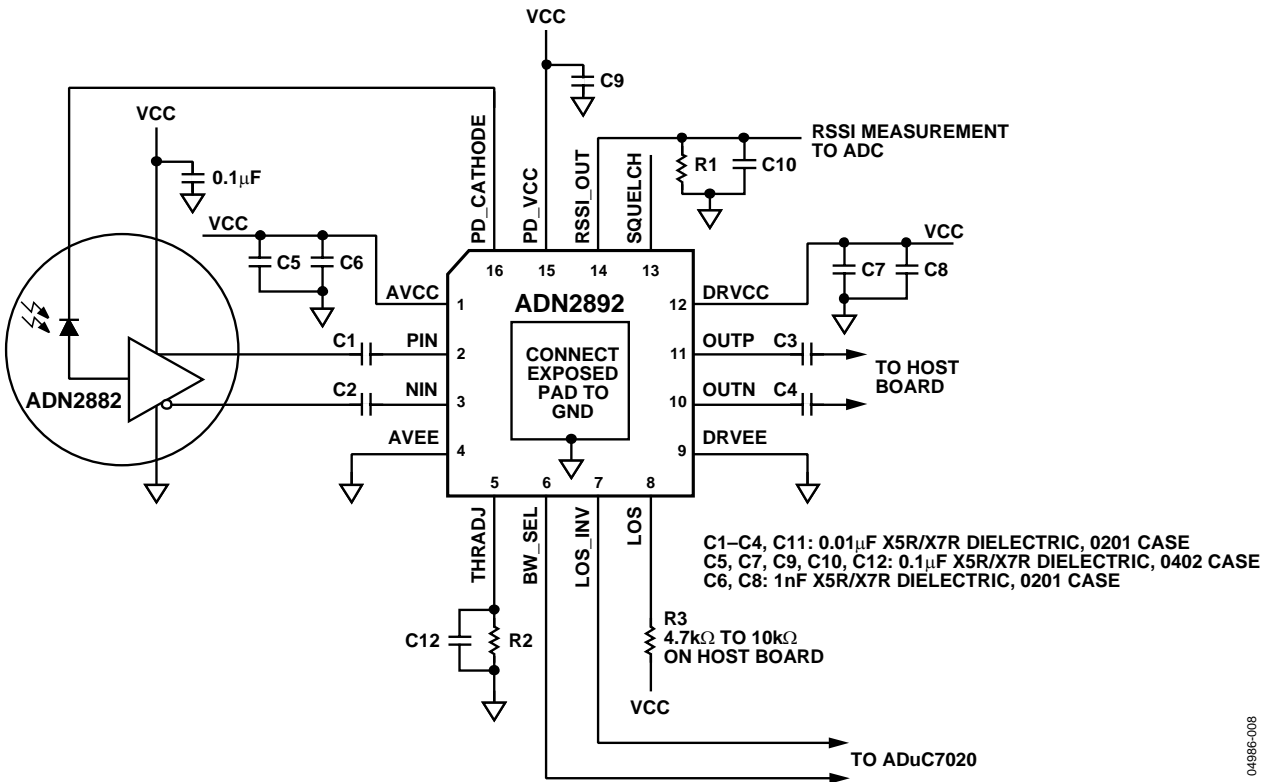 VCC
C9
VCC
0.1μF
PD_CATHODE
PD_VCC
RSSI_OUT
SQUELCH
R1
C10
RSSI MEASUREMENT
TO ADC
VCC
C5
C6
VCC
C7
C8
16
15
14
13
AVCC
1
ADN2892
12
DRVCC
C1
PIN
2
11
OUTP
C3
C2
NIN
3
10
OUTN
C4
TO HOST
BOARD
CONNECT
EXPOSED
PAD TO
GND
ADN2882
AVEE
4
9
DRVEE
5
6
7
8
THRADJ
BW_SEL
LOS_INV
LOS
C1–C4, C11: 0.01μF X5R/X7R DIELECTRIC, 0201 CASE
C5, C7, C9, C10, C12: 0.1μF X5R/X7R DIELECTRIC, 0402 CASE
C6, C8: 1nF X5R/X7R DIELECTRIC, 0201 CASE
C12
R2
R3
4.7kΩ TO 10kΩ
ON HOST BOARD
VCC
TO ADuC7020
04986-008